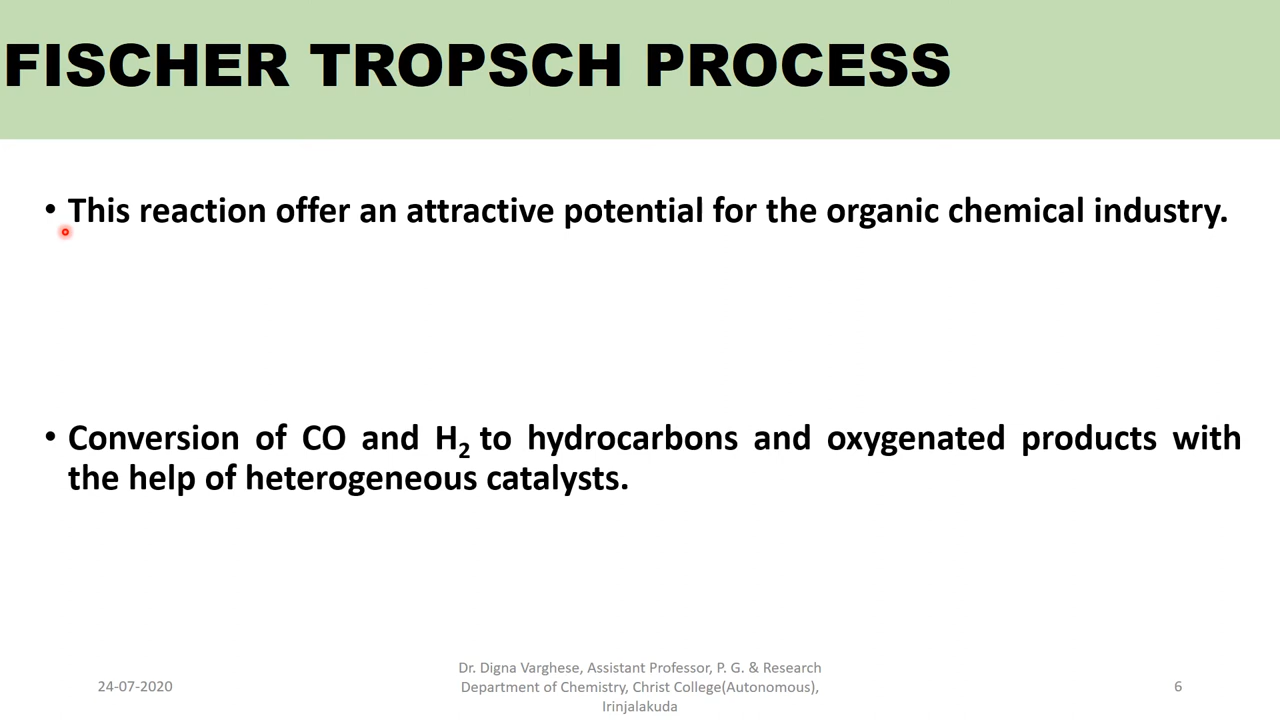 FISCHER TROPSCH PROCESS
• This reaction offer an attractive potential for the organic chemical industry.
• Conversion of CO and H₂ to hydrocarbons and oxygenated products with
the help of heterogeneous catalysts.
24-07-2020
Dr. Digna Varghese, Assistant Professor, P. G. & Research
Department of Chemistry, Christ College(Autonomous),
Irinjalakuda
6